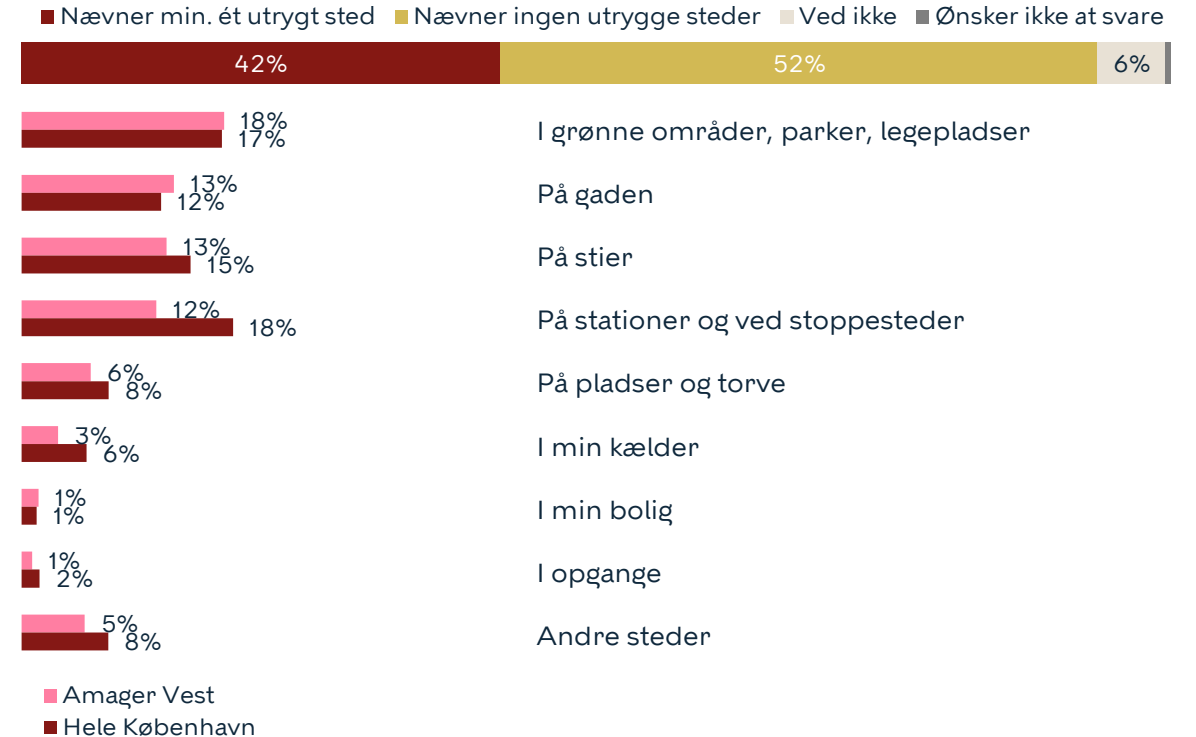 Nævner min. ét utrygt sted Nævner ingen utrygge steder Ved ikke Ønsker ikke at svare
42% 52% 6%
18%
17% I grønne områder, parker, legepladser
13%
12% På gaden
13%
15% På stier
12%
18% På stationer og ved stoppesteder
6%
8% På pladser og torve
3%
6% I min kælder
1%
1% I min bolig
1%
2% I opgange
5%
8% Andre steder
Amager Vest
Hele København